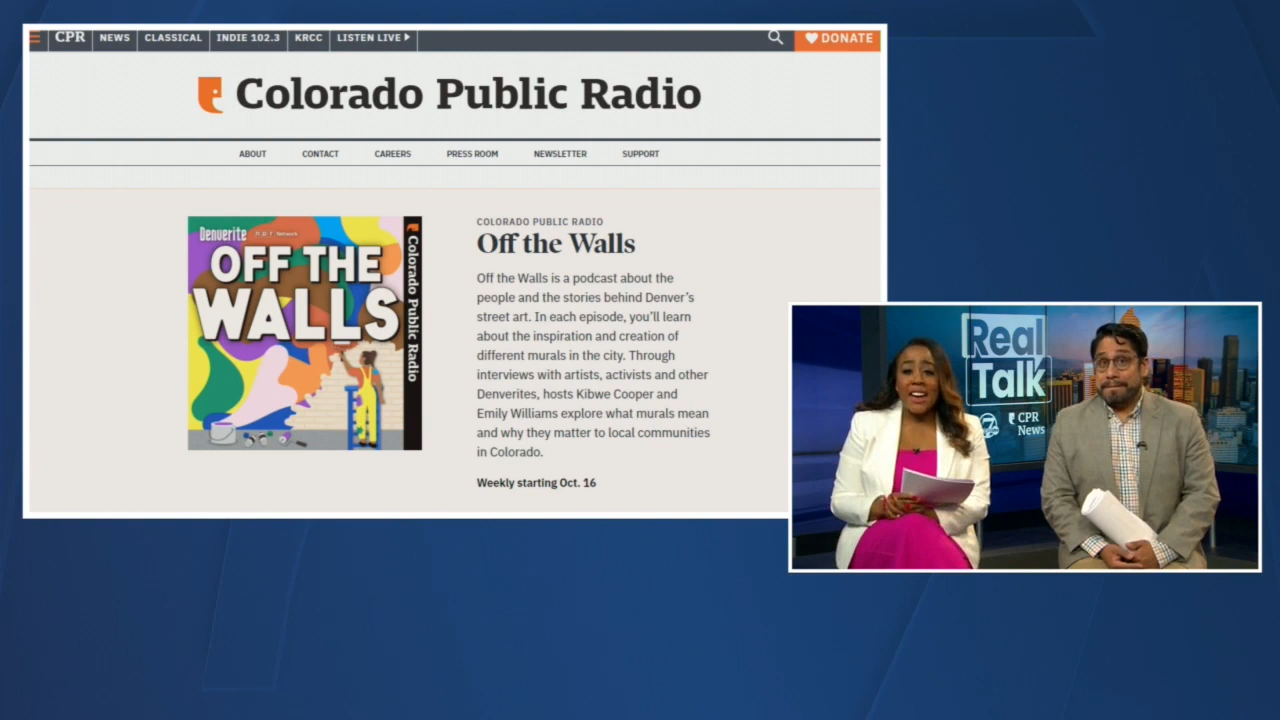 CPR NEWS CLASSICAL INDIE 102.3 KRCC LISTEN LIVE DONATE
Colorado Public Radio
ABOUT CONTACT CAREERS PRESS ROOM NEWSLETTER SUPPORT
Denverite
OFF THE
WALLS
Colorado Public Radio
COLORADO PUBLIC RADIO
Off the Walls
Off the Walls is a podcast about the
people and the stories behind Denver's
street art. In each episode, you'll learn
about the inspiration and creation of
different murals in the city. Through
interviews with artists, activists and other
Denverites, hosts Kibwe Cooper and
Emily Williams explore what murals mean
and why they matter to local communities
in Colorado.
Weekly starting Oct. 16
Real
Talk
7
CPR
News